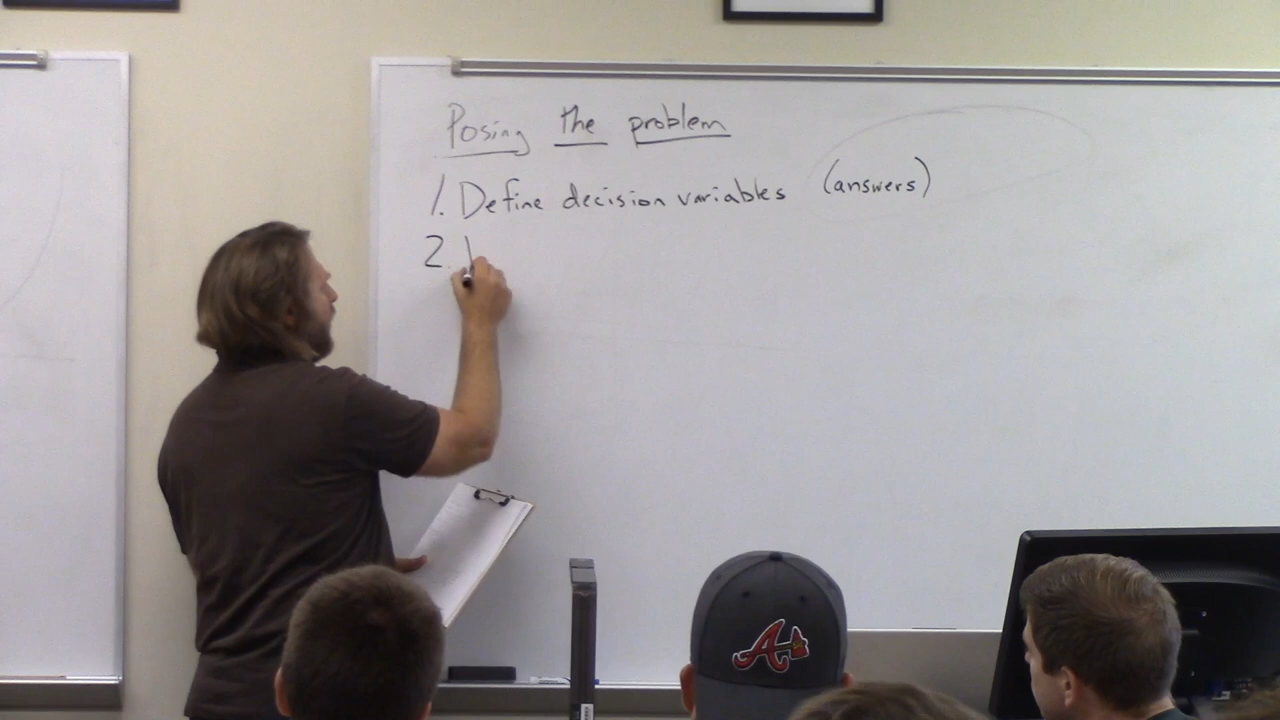 Posing the problem
1. Define decision variables (answers)
2.
A